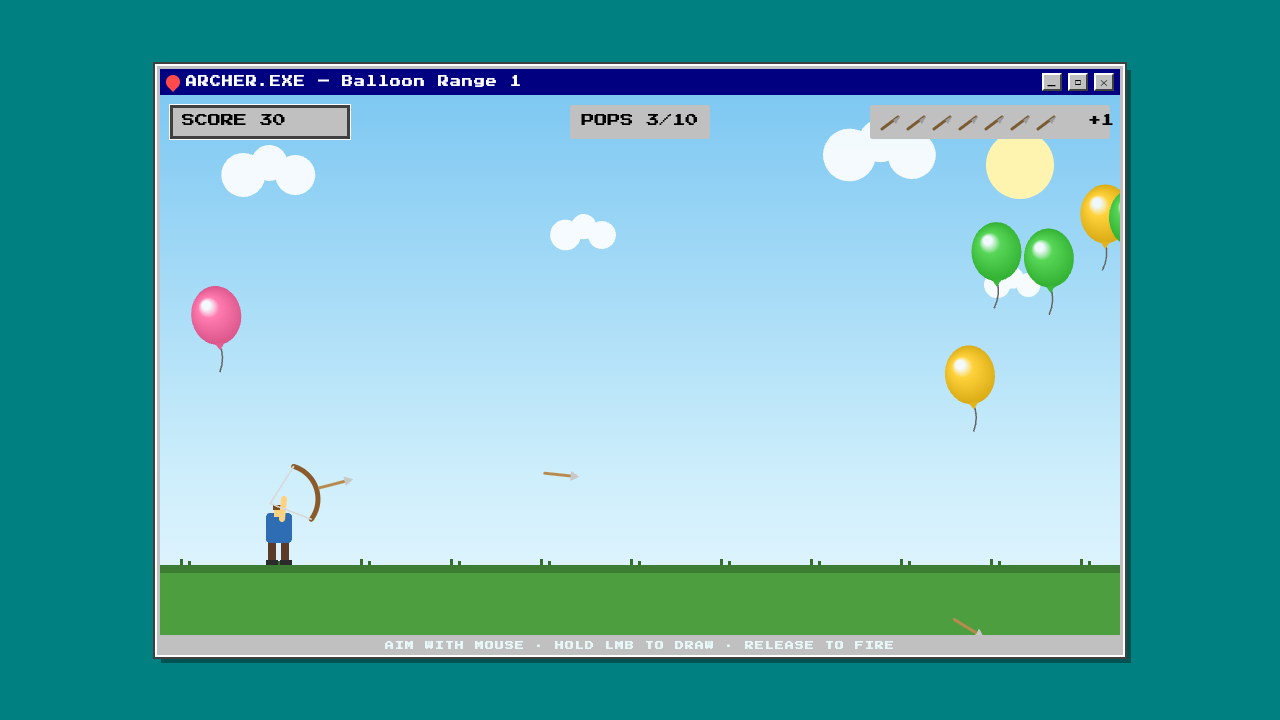 ARCHER.EXE — Balloon Range 1
SCORE 30
POPS 3/10
+1
AIM WITH MOUSE · HOLD LMB TO DRAW · RELEASE TO FIRE